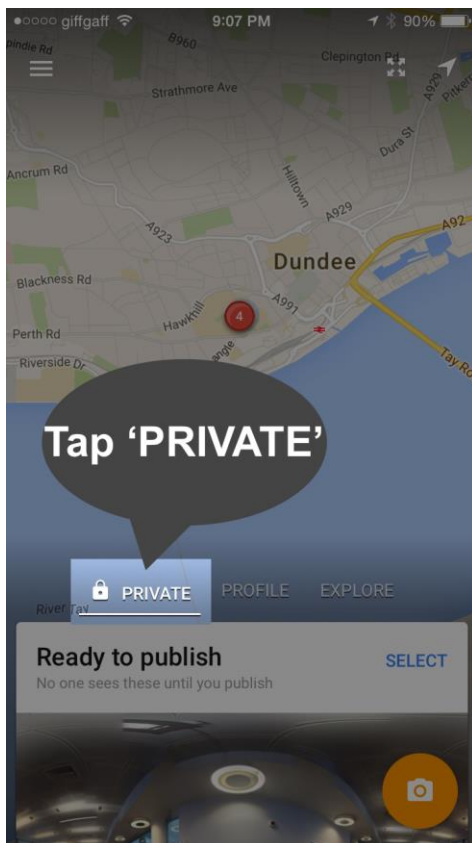 giffgaff 9:07 PM 90%
B960
Clepington Rd
Strathmore Ave
A929
Dura St
Ancrum Rd
Hilltown
A929
A923
A92
Dundee
Blackness Rd
A991
4
Hawkhill
Perth Rd
Riverside Dr
Tay
Tap ‘PRIVATE’
PRIVATE PROFILE EXPLORE
River Tay
Ready to publish SELECT
No one sees these until you publish